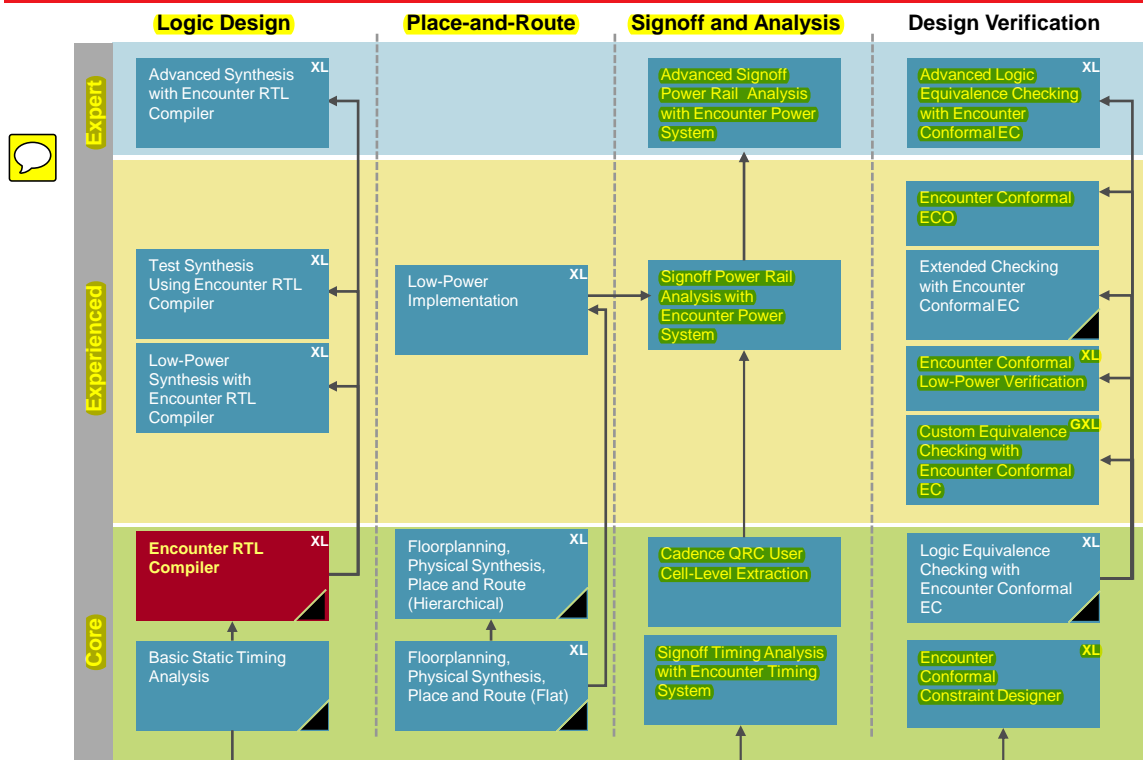 Logic Design
Place-and-Route
Signoff and Analysis
Design Verification
Expert
Advanced Synthesis
with Encounter RTL
Compiler
XL
Advanced Signoff
Power Rail Analysis
with Encounter Power
System
Advanced Logic
Equivalence Checking
with Encounter
Conformal EC
XL
Experienced
Test Synthesis
Using Encounter RTL
Compiler
XL
Low-Power
Synthesis with
Encounter RTL
Compiler
XL
Low-Power
Implementation
XL
Signoff Power Rail
Analysis with
Encounter Power
System
Encounter Conformal
ECO
Extended Checking
with Encounter
Conformal EC
Encounter Conformal
Low-Power Verification
XL
Custom Equivalence
Checking with
Encounter Conformal
EC
GXL
Core
Encounter RTL
Compiler
XL
Basic Static Timing
Analysis
Floorplanning,
Physical Synthesis,
Place and Route
(Hierarchical)
XL
Floorplanning,
Physical Synthesis,
Place and Route (Flat)
XL
Cadence QRC User
Cell-Level Extraction
Signoff Timing Analysis
with Encounter Timing
System
Logic Equivalence
Checking with
Encounter Conformal
EC
XL
Encounter
Conformal
Constraint Designer
XL